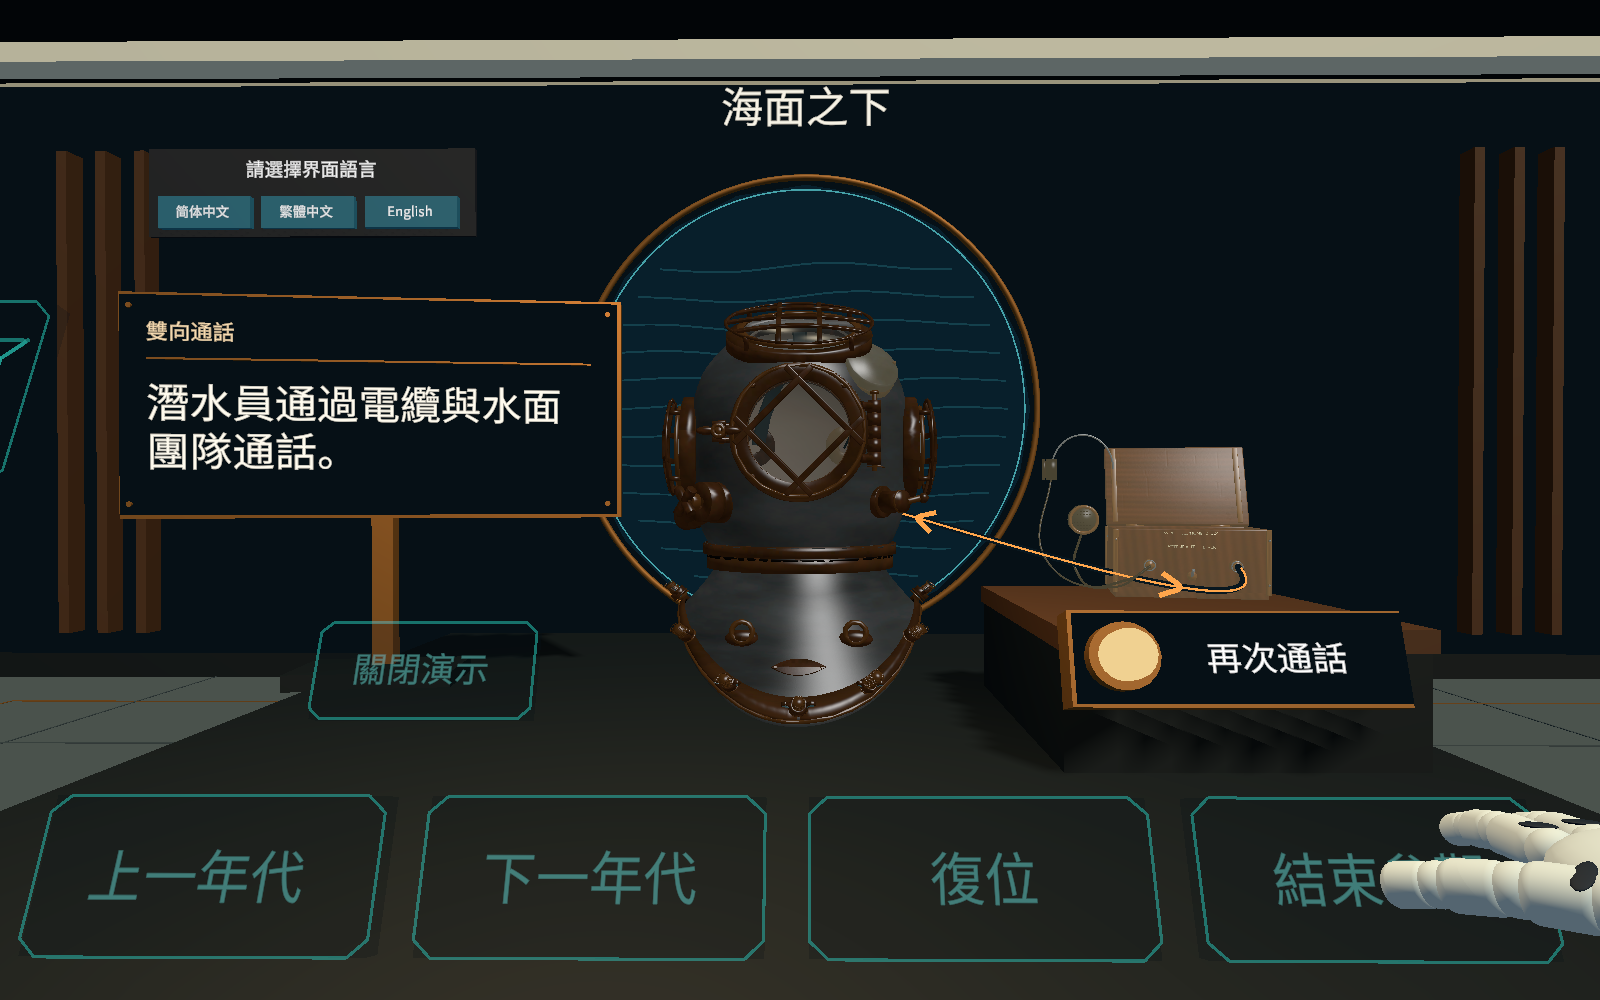 海面之下
請選擇界面語言
简体中文
繁體中文
English
雙向通話
潛水員通過電纜與水面
團隊通話。
關閉演示
再次通話
上一年代
下一年代
復位
結束